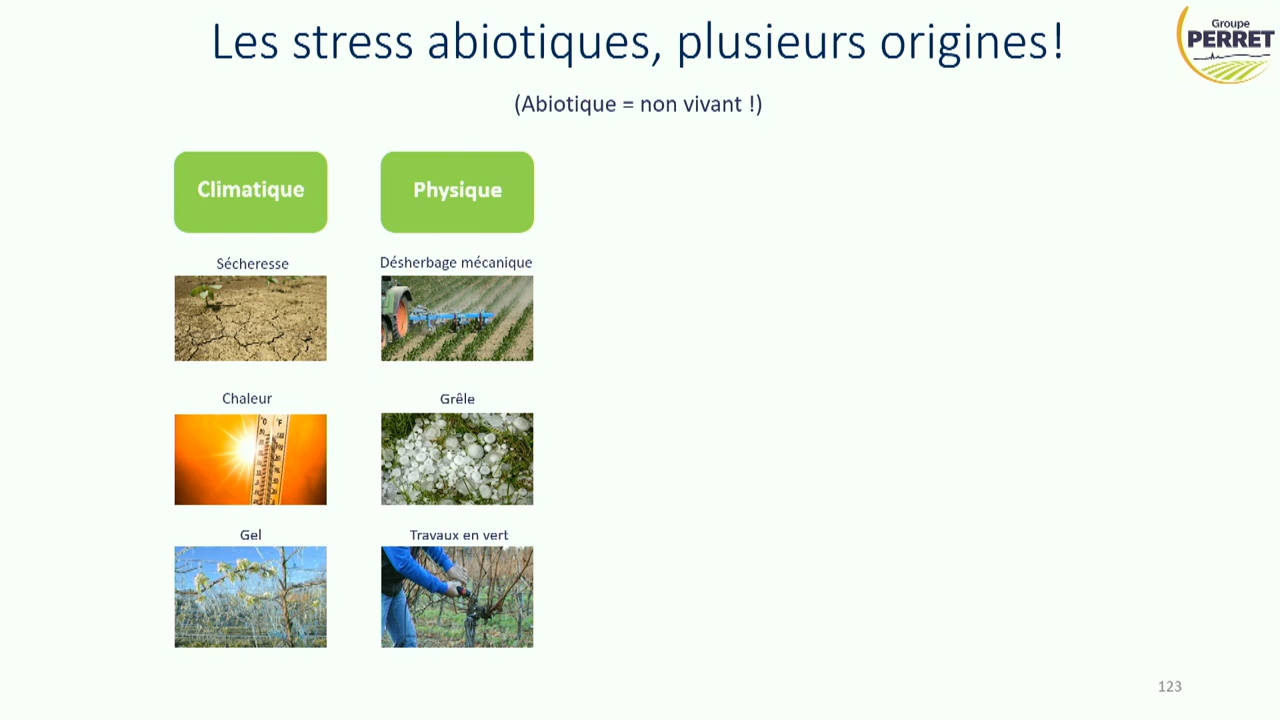 Les stress abiotiques, plusieurs origines!
Groupe
PERRET
(Abiotique = non vivant !)
Climatique
Physique
Sécheresse
Désherbage mécanique
Chaleur
Grêle
°C °F
Gel
Travaux en vert
123